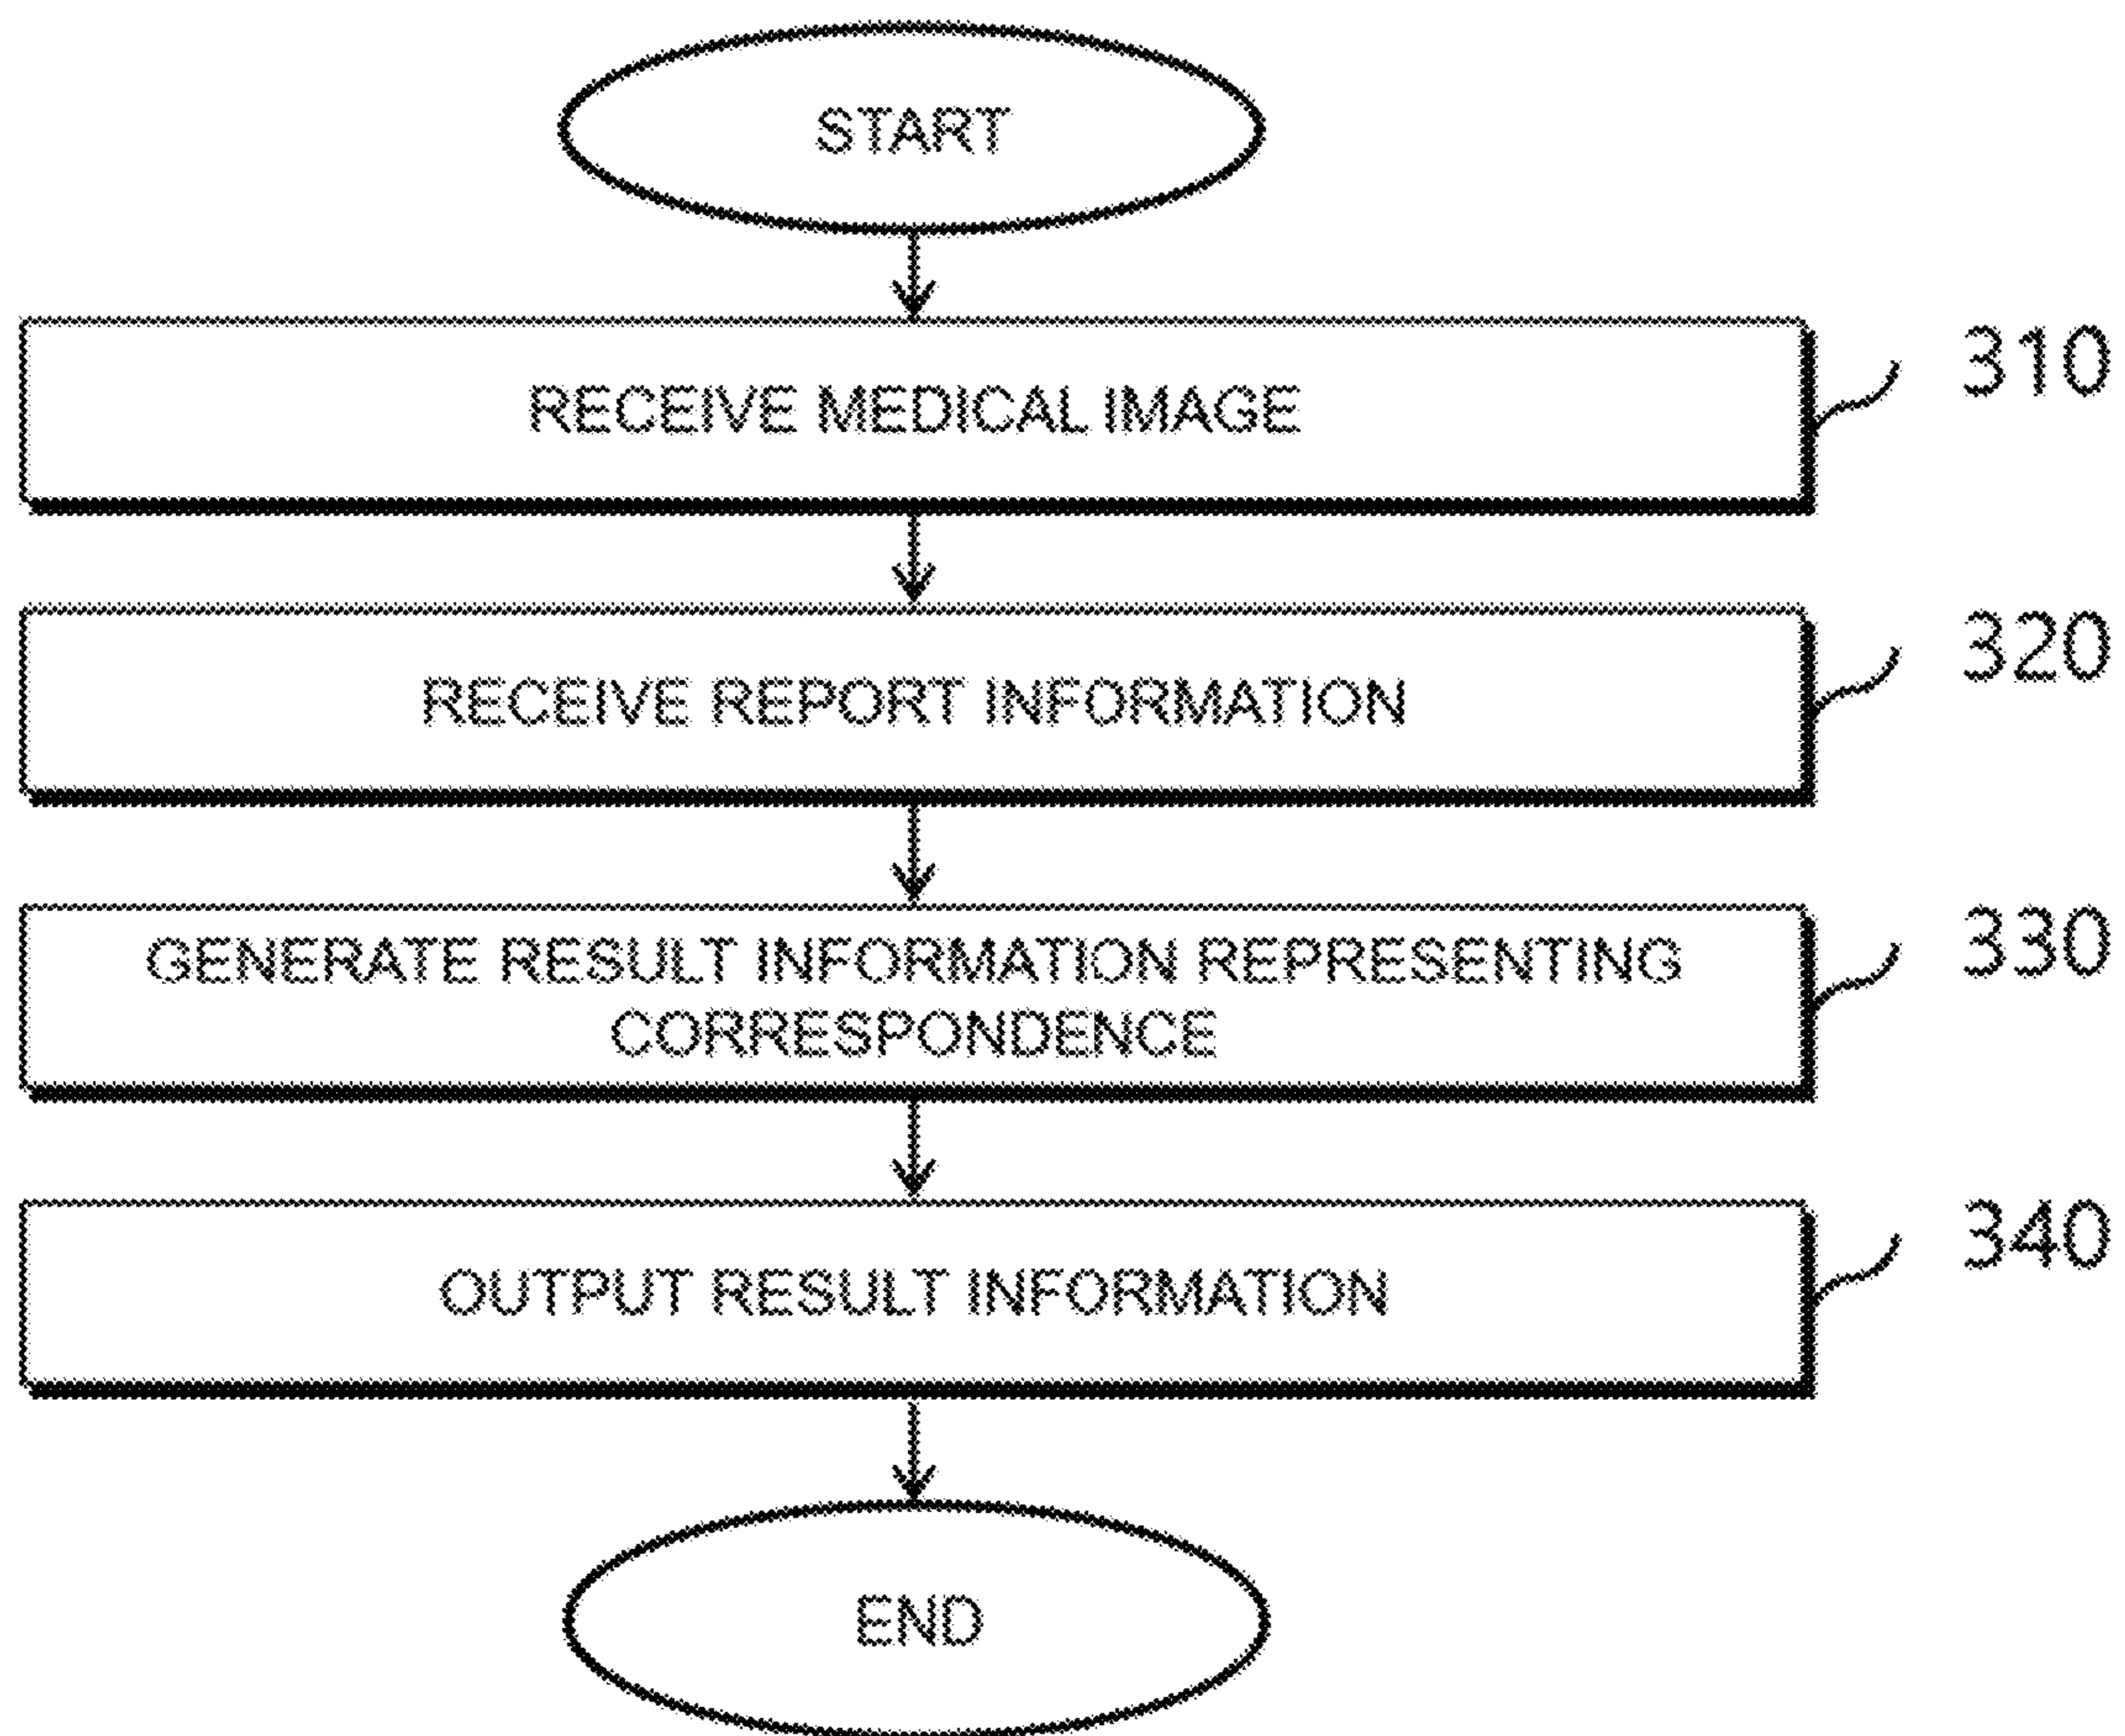 START
RECEIVE MEDICAL IMAGE
310
RECEIVE REPORT INFORMATION
320
GENERATE RESULT INFORMATION REPRESENTING
CORRESPONDENCE
330
OUTPUT RESULT INFORMATION
340
END